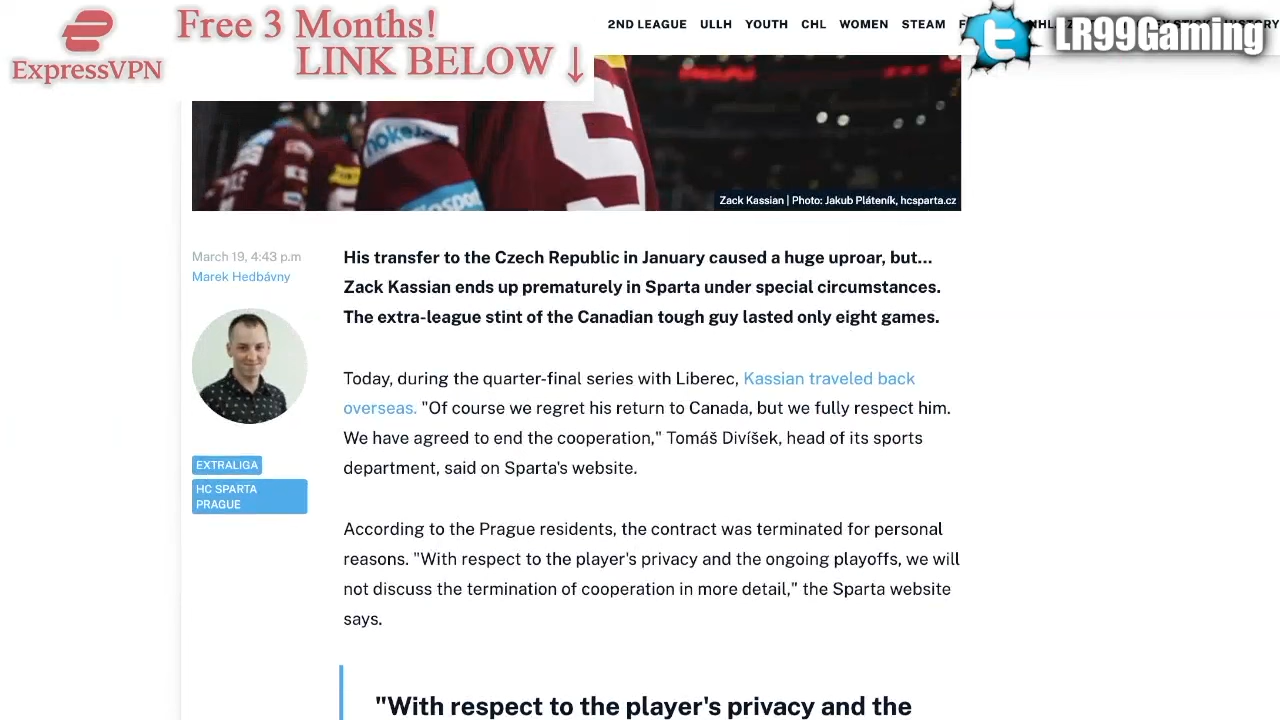 Free 3 Months!
LINK BELOW ↓
ExpressVPN
2ND LEAGUE ULLH YOUTH CHL WOMEN STEAM
LR99Gaming
5
Zack Kassian | Photo: Jakub Pláteník, hcsparta.cz
March 19, 4:43 p.m
Marek Hedbávny
EXTRALIGA
HC SPARTA
PRAGUE
His transfer to the Czech Republic in January caused a huge uproar, but...
Zack Kassian ends up prematurely in Sparta under special circumstances.
The extra-league stint of the Canadian tough guy lasted only eight games.
Today, during the quarter-final series with Liberec, Kassian traveled back
overseas. "Of course we regret his return to Canada, but we fully respect him.
We have agreed to end the cooperation," Tomáš Divíšek, head of its sports
department, said on Sparta's website.
According to the Prague residents, the contract was terminated for personal
reasons. "With respect to the player's privacy and the ongoing playoffs, we will
not discuss the termination of cooperation in more detail," the Sparta website
says.
"With respect to the player's privacy and the